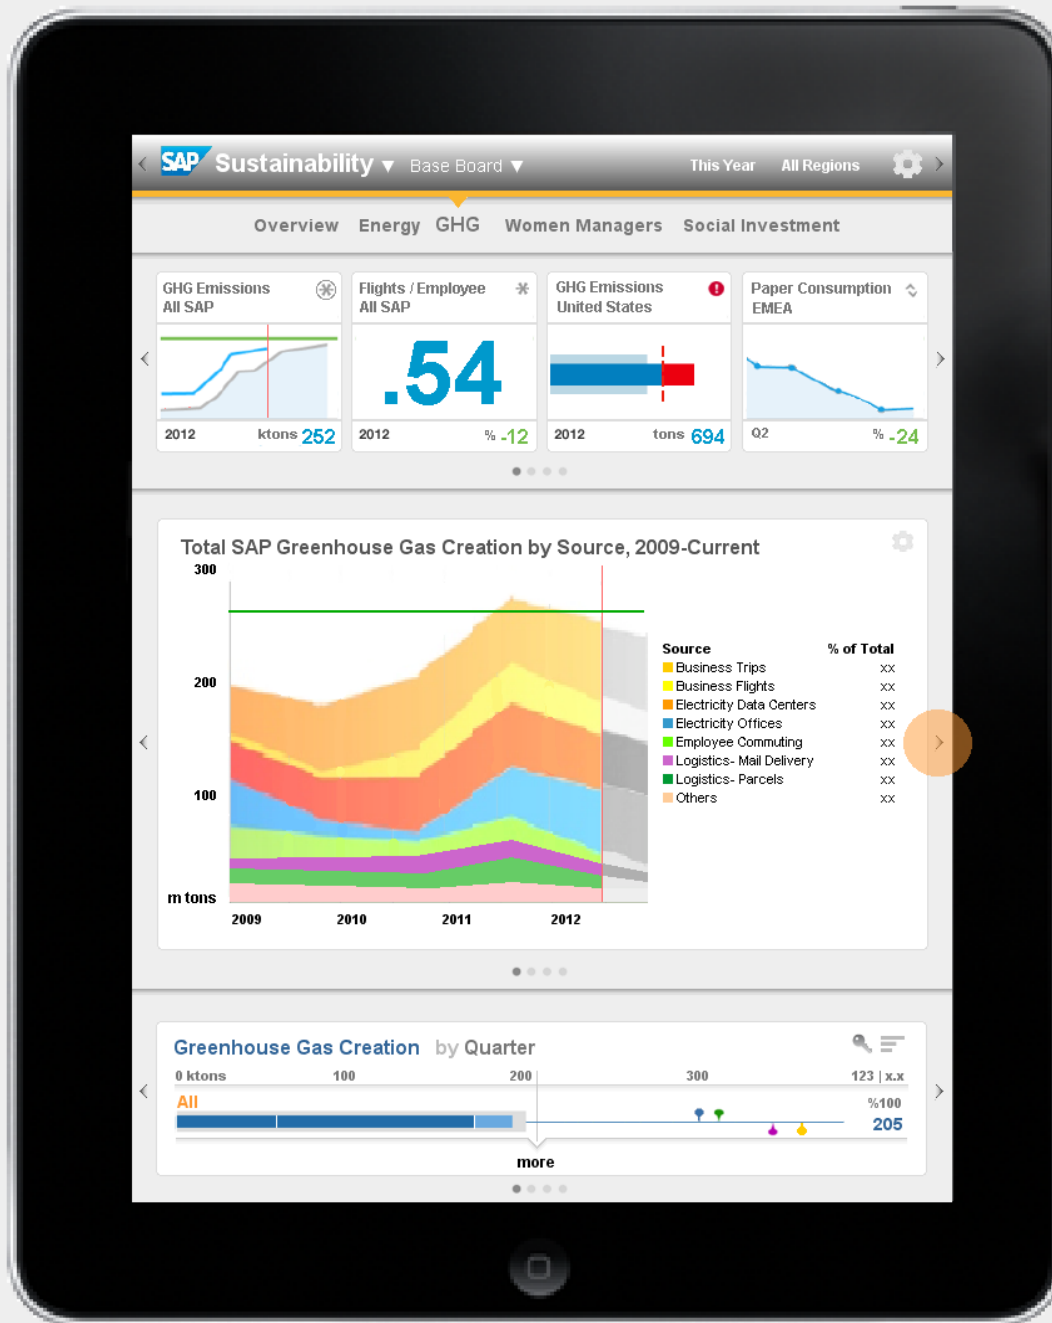 SAP Sustainability ▼ Base Board ▼ This Year All Regions
Overview Energy GHG Women Managers Social Investment
GHG Emissions
All SAP
2012 ktons 252
Flights / Employee
All SAP
.54
2012 % -12
GHG Emissions
United States
2012 tons 694
Paper Consumption
EMEA
Q2 % -24
Total SAP Greenhouse Gas Creation by Source, 2009-Current
300
200
100
m tons
2009 2010 2011 2012
Source % of Total
Business Trips xx
Business Flights xx
Electricity Data Centers xx
Electricity Offices xx
Employee Commuting xx
Logistics- Mail Delivery xx
Logistics- Parcels xx
Others xx
Greenhouse Gas Creation by Quarter
0 ktons 100 200 300 123 | x.x
All %100
205
more